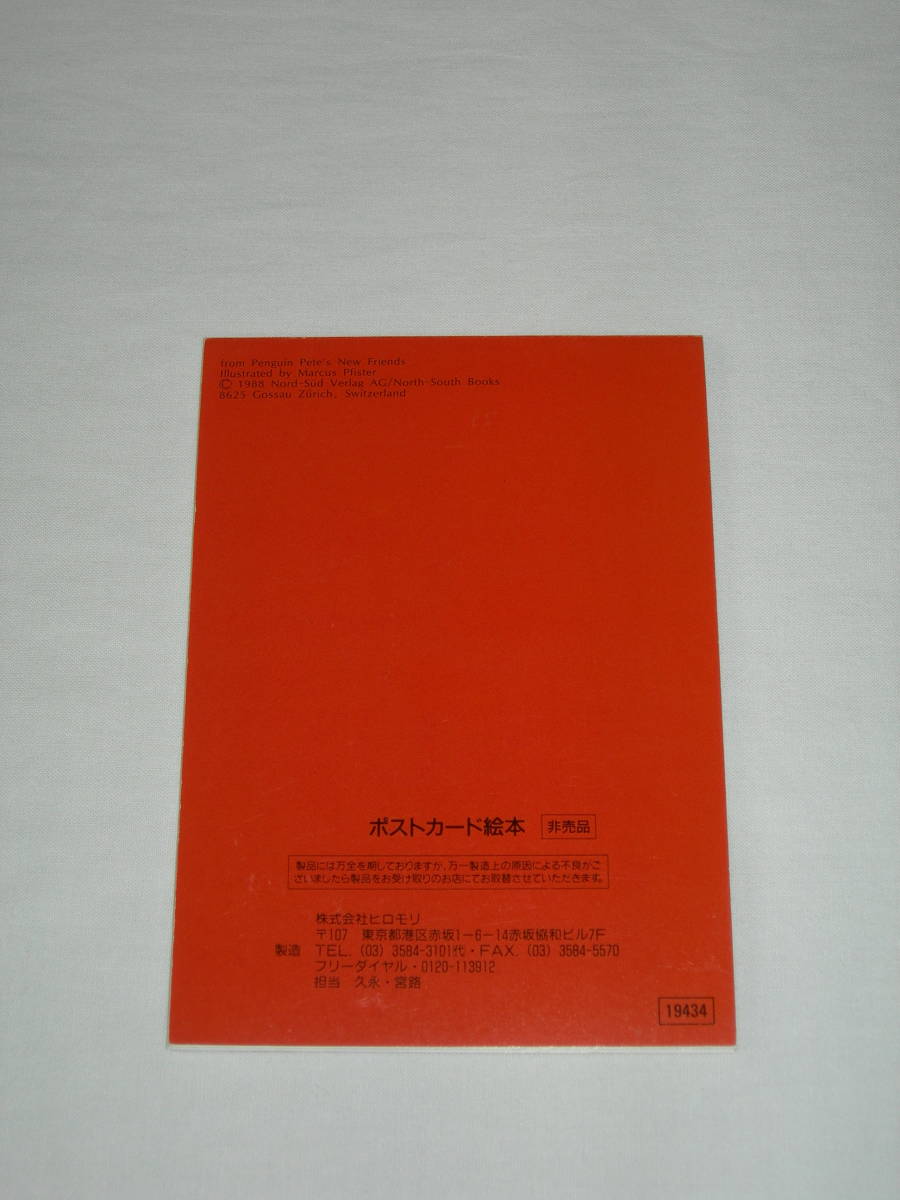 from Penguin Pete's New Friends
Illustrated by Marcus Pfister
© 1988 Nord-Süd Verlag AG/North-South Books
8625 Gossau Zürich, Switzerland
ポストカード絵本 非売品
製品には万全を期しておりますが、万一製造上の原因による不良がご
ざいましたら製品をお受け取りのお店にてお取替させていただきます。
株式会社ヒロモリ
〒107 東京都港区赤坂1-6-14赤坂協和ビル7F
製造 TEL. (03) 3584-3101代・FAX. (03) 3584-5570
フリーダイヤル・0120-113912
担当 久永・宮路
19434